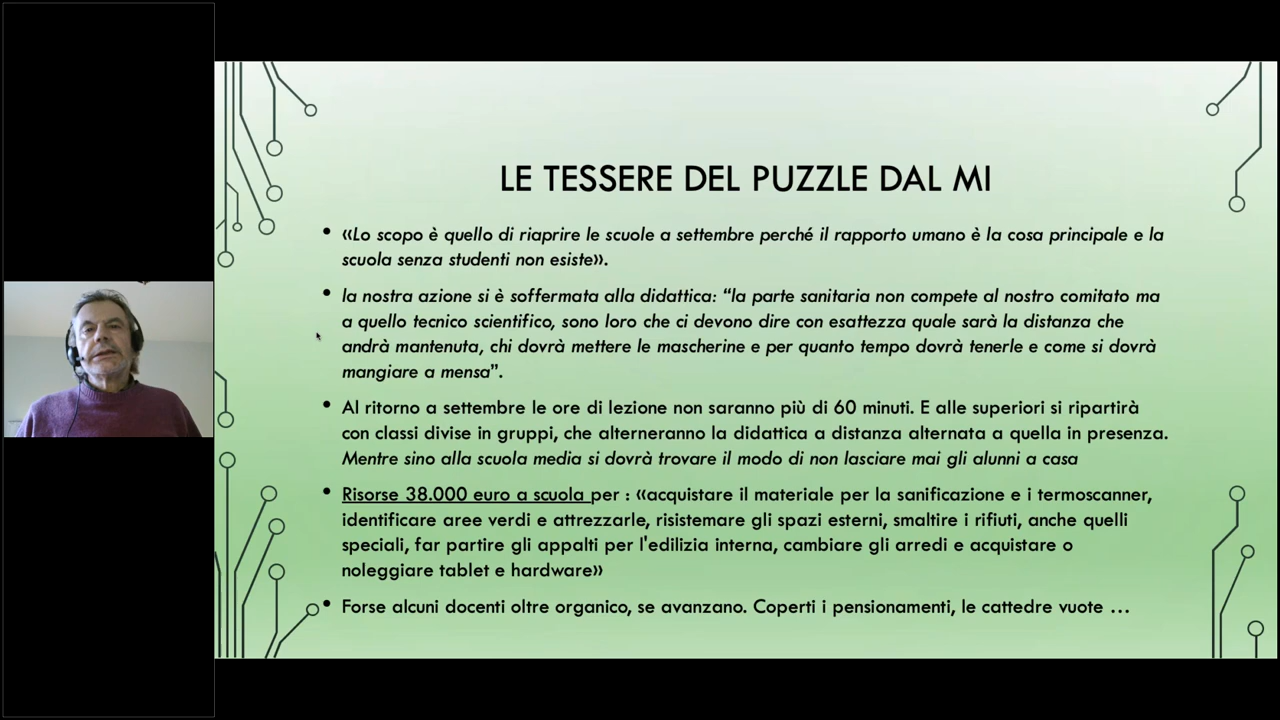 LE TESSERE DEL PUZZLE DAL MI
• «Lo scopo è quello di riaprire le scuole a settembre perché il rapporto umano è la cosa principale e la
scuola senza studenti non esiste».
• la nostra azione si è soffermata alla didattica: “la parte sanitaria non compete al nostro comitato ma
a quello tecnico scientifico, sono loro che ci devono dire con esattezza quale sarà la distanza che
andrà mantenuta, chi dovrà mettere le mascherine e per quanto tempo dovrà tenerle e come si dovrà
mangiare a mensa”.
• Al ritorno a settembre le ore di lezione non saranno più di 60 minuti. E alle superiori si ripartirà
con classi divise in gruppi, che alterneranno la didattica a distanza alternata a quella in presenza.
Mentre sino alla scuola media si dovrà trovare il modo di non lasciare mai gli alunni a casa
• Risorse 38.000 euro a scuola per : «acquistare il materiale per la sanificazione e i termoscanner,
identificare aree verdi e attrezzarle, risistemare gli spazi esterni, smaltire i rifiuti, anche quelli
speciali, far partire gli appalti per l'edilizia interna, cambiare gli arredi e acquistare o
noleggiare tablet e hardware»
• Forse alcuni docenti oltre organico, se avanzano. Coperti i pensionamenti, le cattedre vuote …